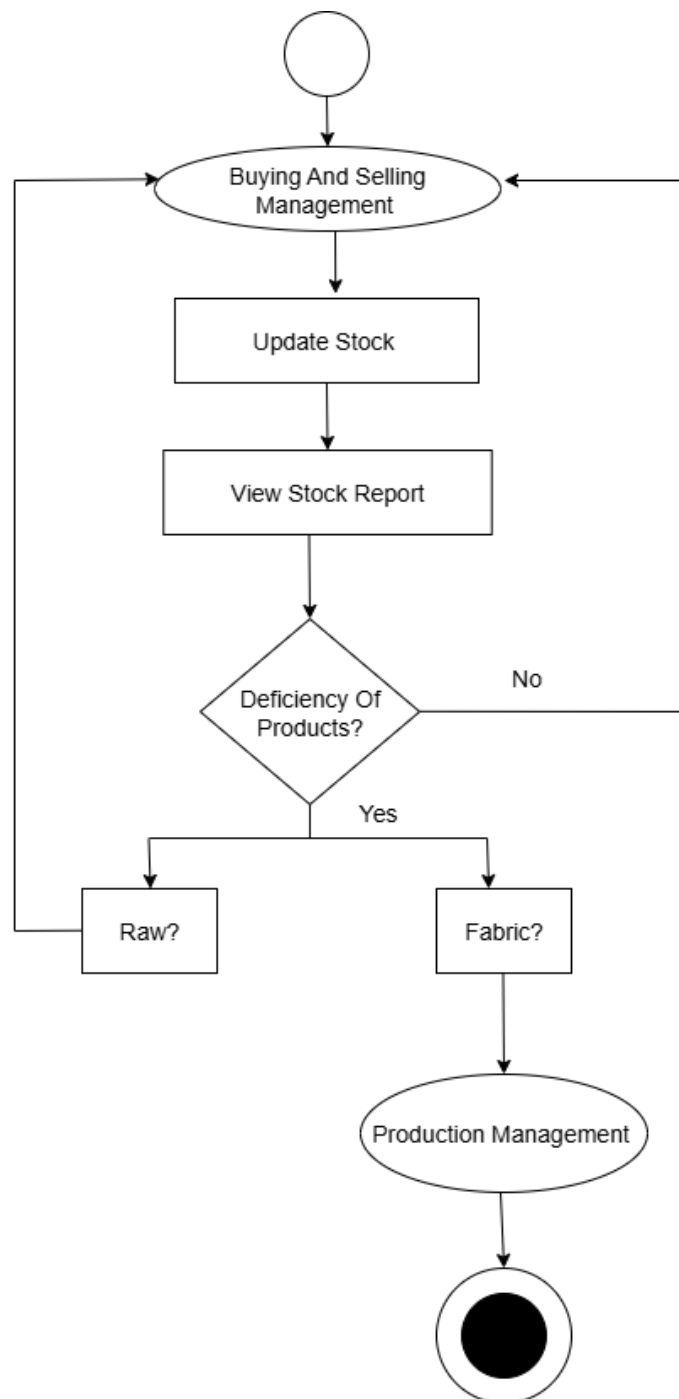 Buying And Selling
Management
Update Stock
View Stock Report
Deficiency Of
Products?
No
Yes
Raw?
Fabric?
Production Management